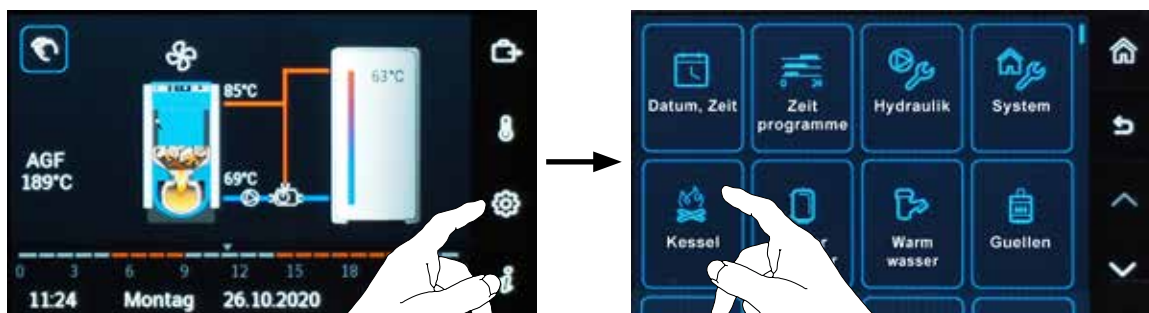 63°C
85°C
AGF
189°C
69°C
0 3 6 9 12 15 18
11:24 Montag 26.10.2020
Datum, Zeit
Zeit
programme
Hydraulik
System
Kessel
Warm
wasser
Guellen